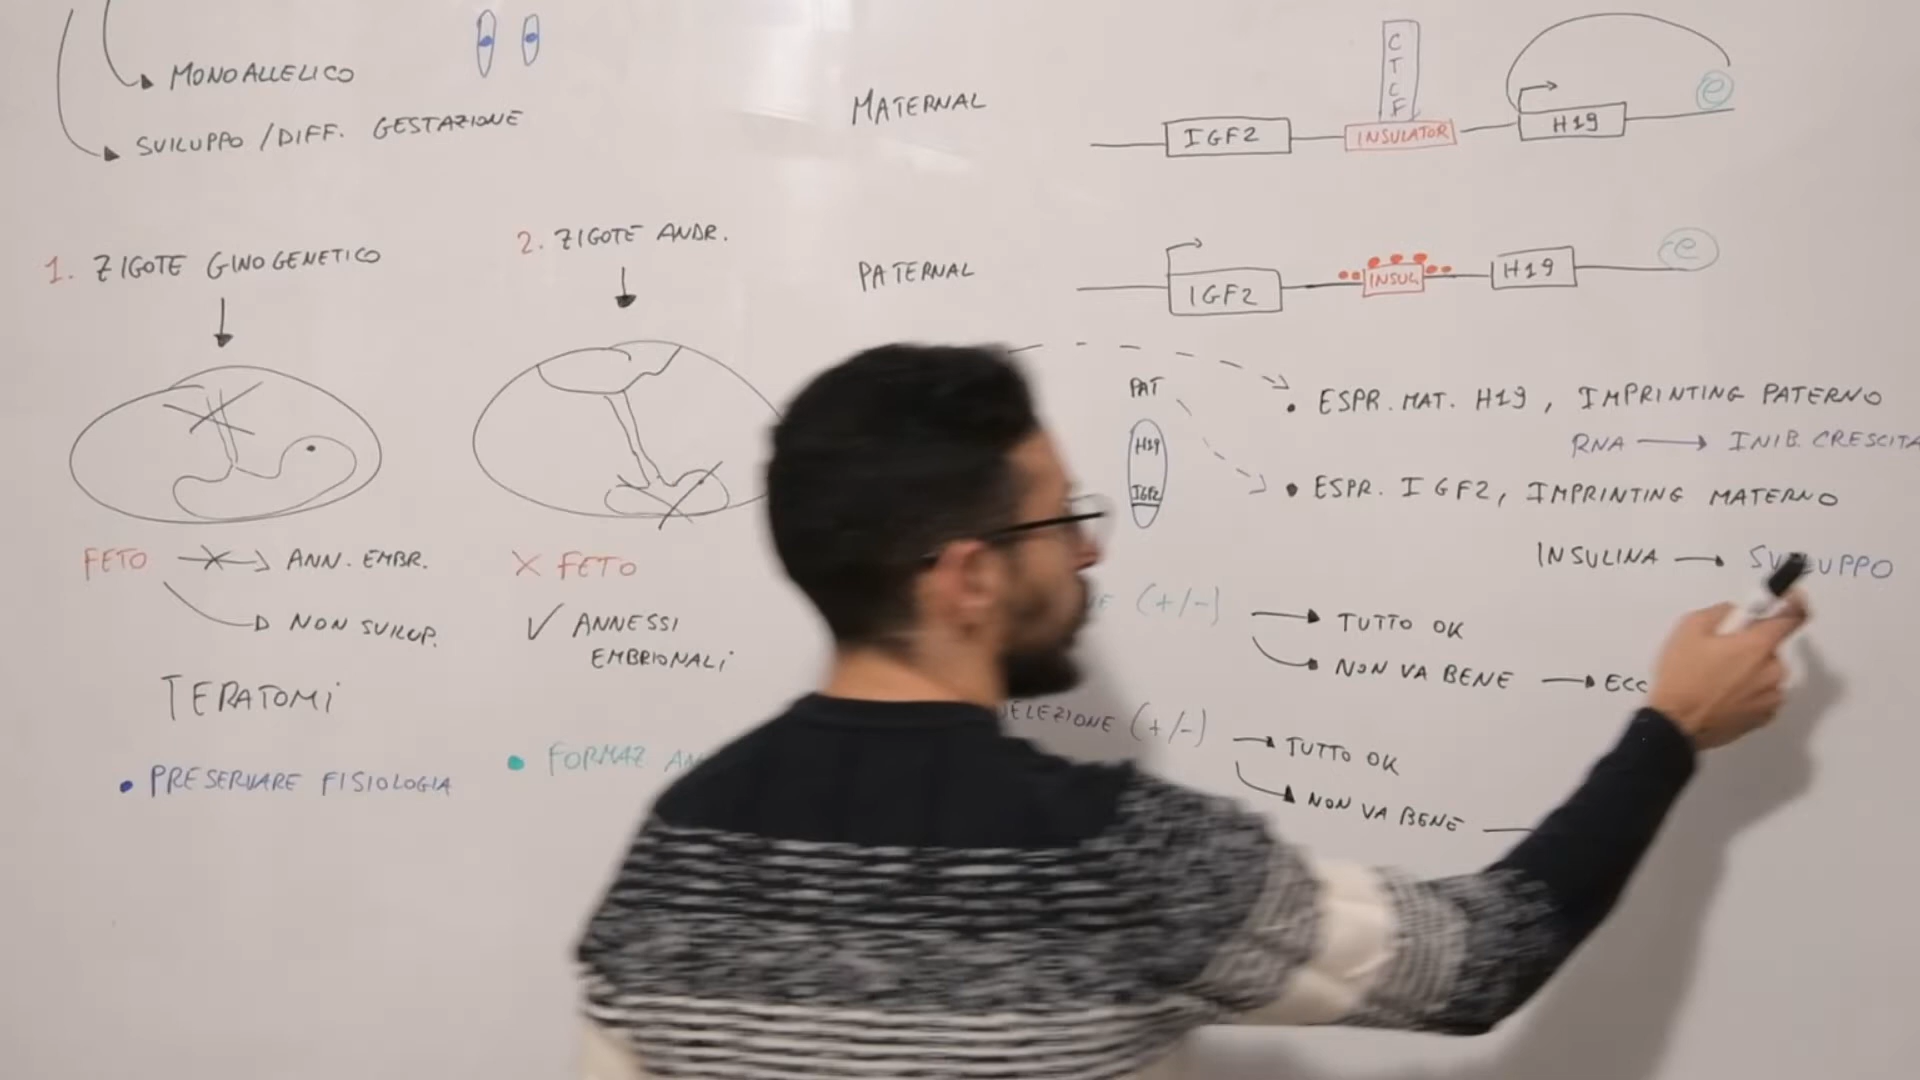 MONOALLELICO
SVILUPPO / DIFF. GESTAZIONE
1. ZIGOTE GINOGENETICO
FETO ANN. EMBR.
NON SVILUP.
TERATOMI
• PRESERVARE FISIOLOGIA
2. ZIGOTE ANDR.
X FETO
√ ANNESSI
EMBRIONALI
• FORMAZ
MATERNAL
IGF2
CTCF
INSULATOR
H19
e
PATERNAL
IGF2
INSUL
H19
e
PAT
H19
IGF2
• ESPR. MAT. H19, IMPRINTING PATERNO
RNA → INIB. CRESCITA
• ESPR. IGF2, IMPRINTING MATERNO
INSULINA → SVILUPPO
(+/-) → TUTTO OK
NON VA BENE →
DELEZIONE (+/-) → TUTTO OK
NON VA BENE